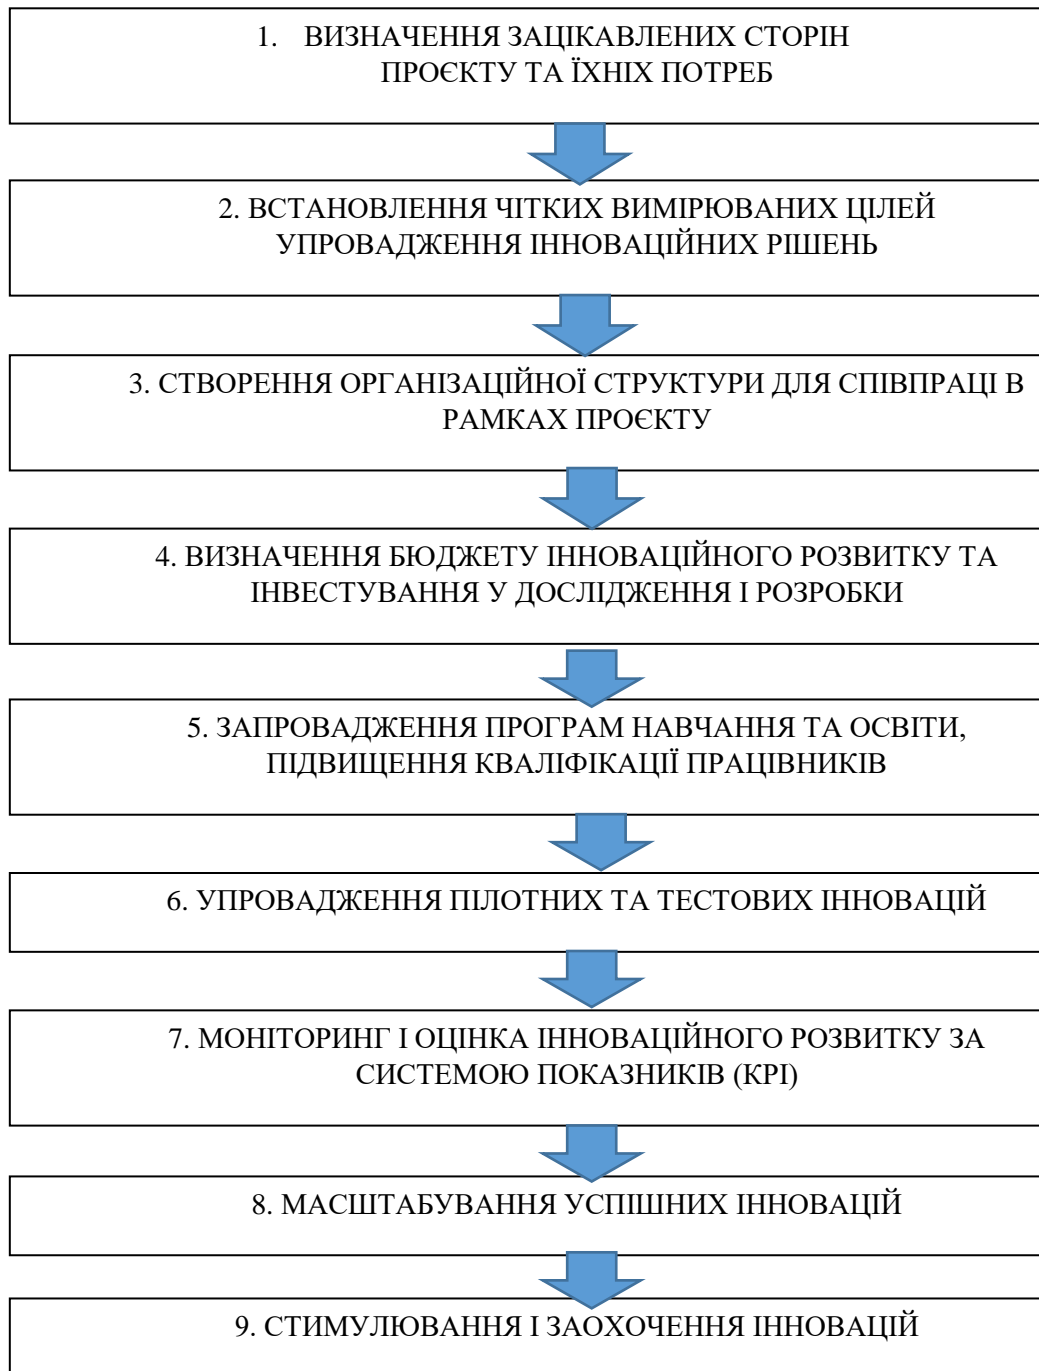 1. ВИЗНАЧЕННЯ ЗАЦІКАВЛЕНИХ СТОРІН
ПРОЄКТУ ТА ЇХНІХ ПОТРЕБ
2. ВСТАНОВЛЕННЯ ЧІТКИХ ВИМІРЮВАНИХ ЦІЛЕЙ
УПРОВАДЖЕННЯ ІННОВАЦІЙНИХ РІШЕНЬ
3. СТВОРЕННЯ ОРГАНІЗАЦІЙНОЇ СТРУКТУРИ ДЛЯ СПІВПРАЦІ В
РАМКАХ ПРОЄКТУ
4. ВИЗНАЧЕННЯ БЮДЖЕТУ ІННОВАЦІЙНОГО РОЗВИТКУ ТА
ІНВЕСТУВАННЯ У ДОСЛІДЖЕННЯ І РОЗРОБКИ
5. ЗАПРОВАДЖЕННЯ ПРОГРАМ НАВЧАННЯ ТА ОСВІТИ,
ПІДВИЩЕННЯ КВАЛІФІКАЦІЇ ПРАЦІВНИКІВ
6. УПРОВАДЖЕННЯ ПІЛОТНИХ ТА ТЕСТОВИХ ІННОВАЦІЙ
7. МОНІТОРИНГ І ОЦІНКА ІННОВАЦІЙНОГО РОЗВИТКУ ЗА
СИСТЕМОЮ ПОКАЗНИКІВ (КРІ)
8. МАСШТАБУВАННЯ УСПІШНИХ ІННОВАЦІЙ
9. СТИМУЛЮВАННЯ І ЗАОХОЧЕННЯ ІННОВАЦІЙ